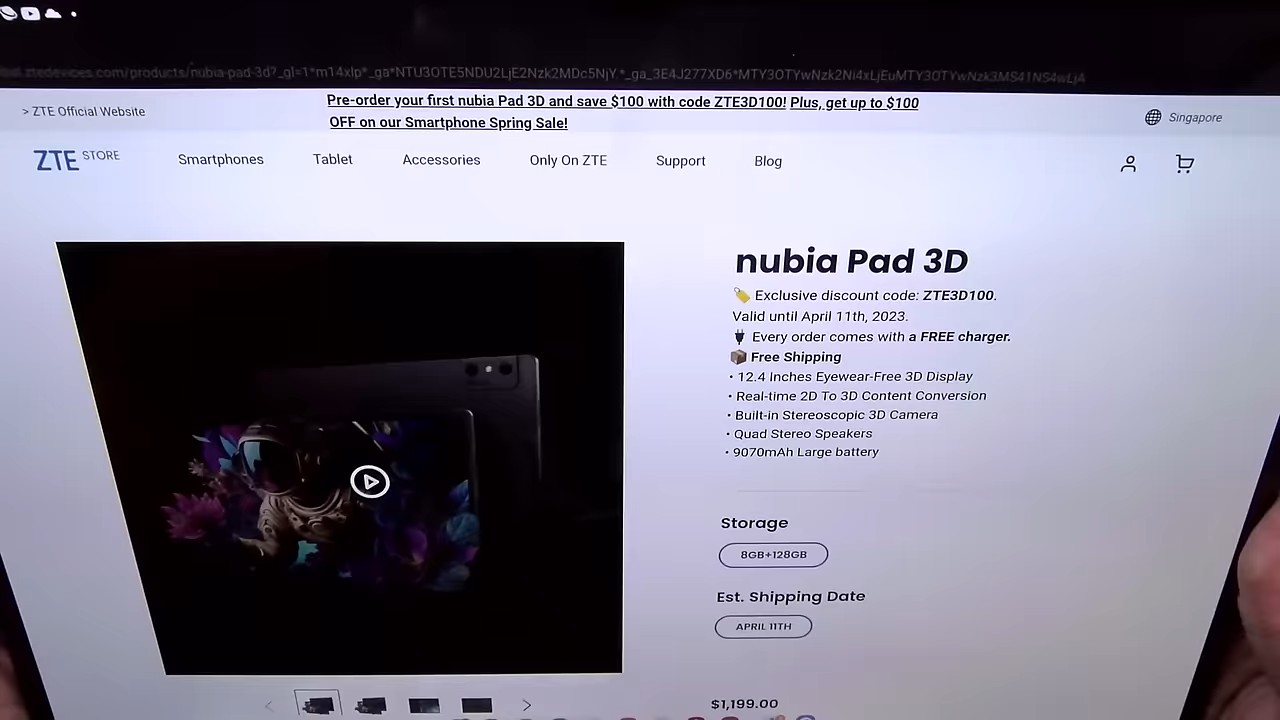 > ZTE Official Website
Pre-order your first nubia Pad 3D and save $100 with code ZTE3D100! Plus, get up to $100
OFF on our Smartphone Spring Sale!
Singapore
ZTE STORE
Smartphones
Tablet
Accessories
Only On ZTE
Support
Blog
nubia Pad 3D
Exclusive discount code: ZTE3D100.
Valid until April 11th, 2023.
Every order comes with a FREE charger.
Free Shipping
• 12.4 Inches Eyewear-Free 3D Display
• Real-time 2D To 3D Content Conversion
• Built-in Stereoscopic 3D Camera
• Quad Stereo Speakers
• 9070mAh Large battery
Storage
8GB+128GB
Est. Shipping Date
APRIL 11TH
$1,199.00